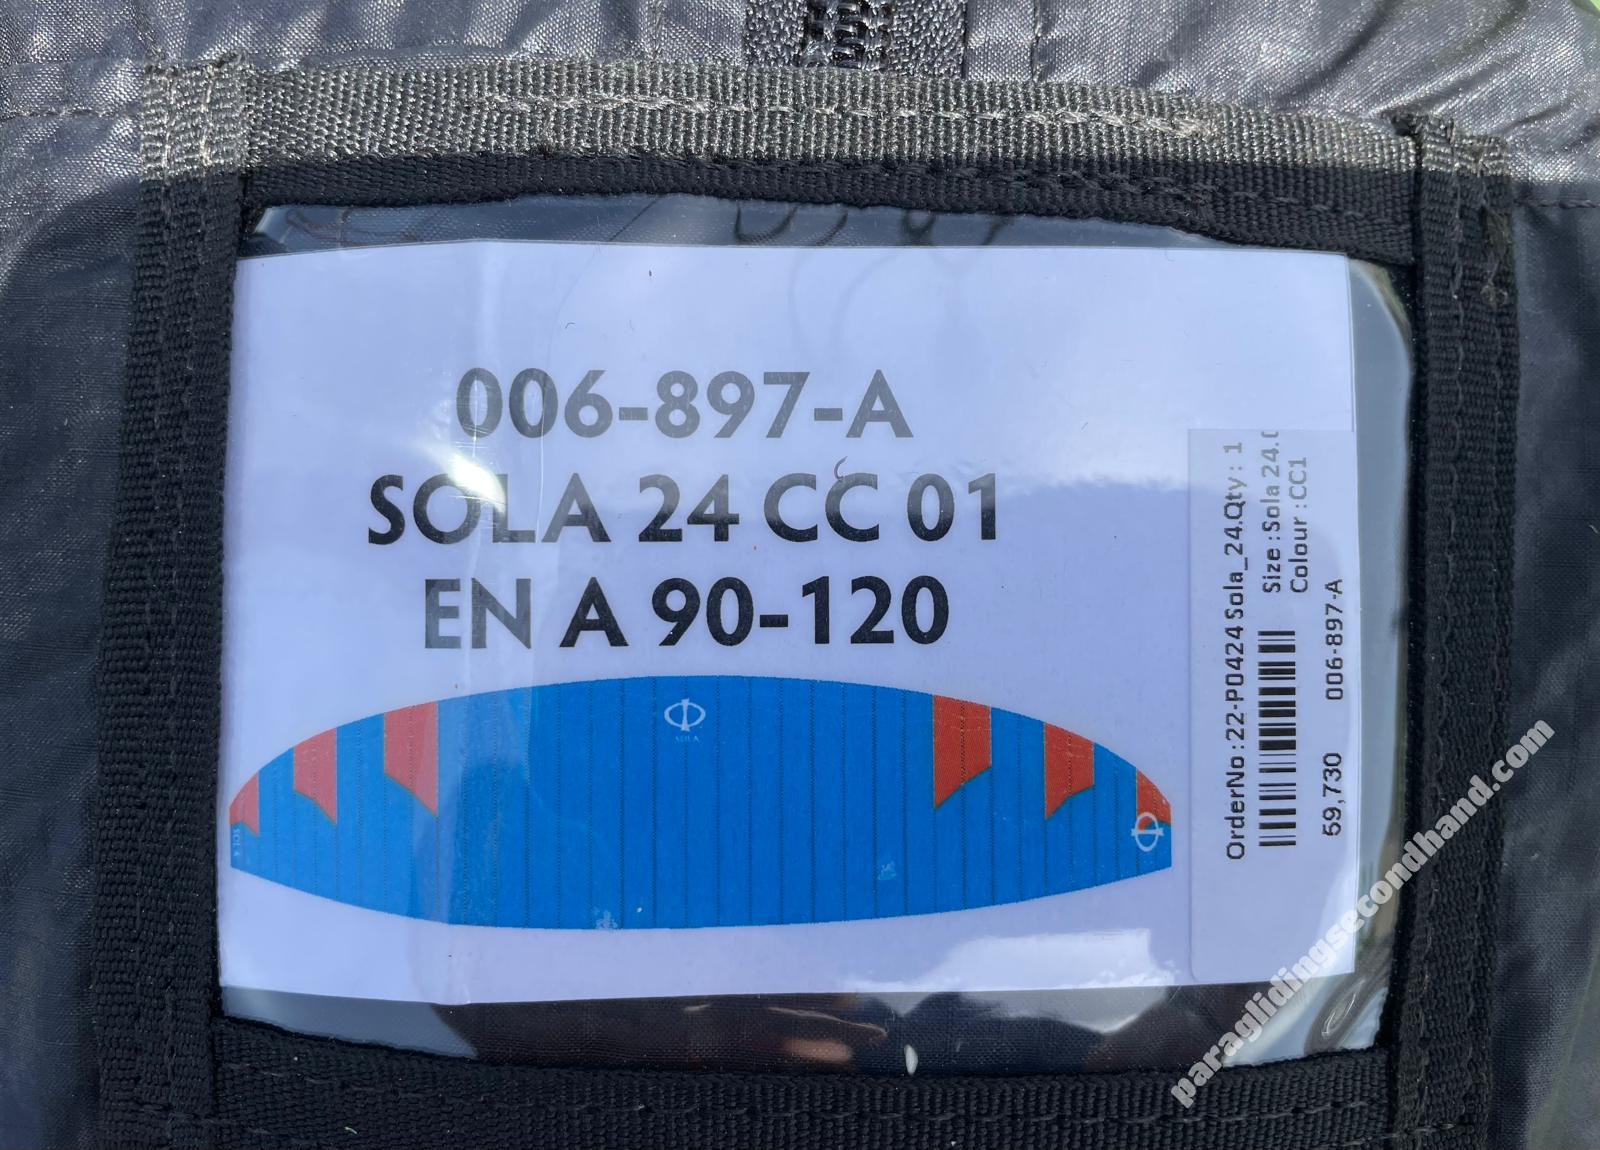 006-897-A
SOLA 24 CC 01
EN A 90-120
SOLA
SOLA
OrderNo:22-P0424 Sola_24.Qty: 1
Size:Sola 24.
Colour:CC1
59,730 006-897-A
paraglidingsecondhand.com